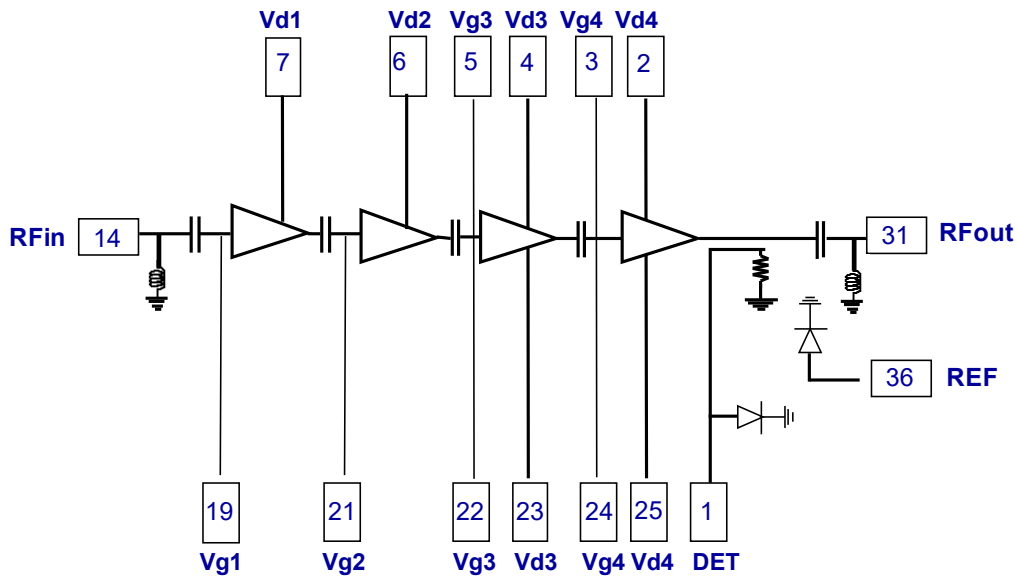 Vd1 Vd2 Vg3 Vd3 Vg4 Vd4
7 6 5 4 3 2
RFin 14 31 RFout
36 REF
19 21 22 23 24 25 1
Vg1 Vg2 Vg3 Vd3 Vg4 Vd4 DET